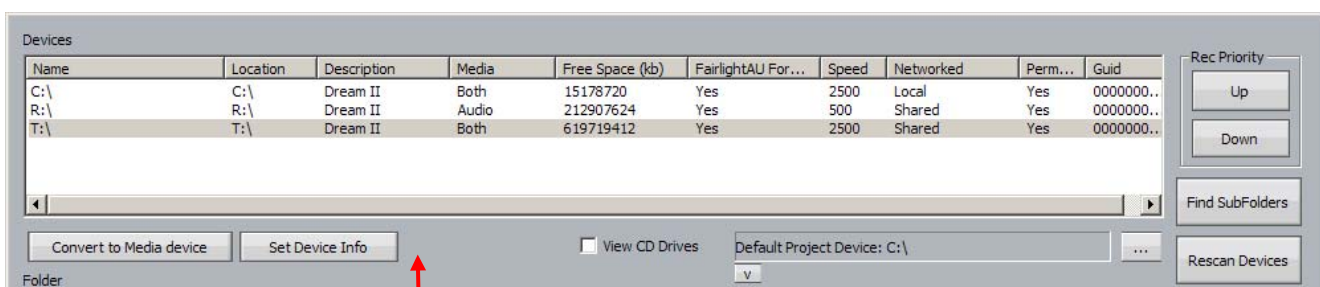 Devices
Name Location Description Media Free Space (kb) FairlightAU For... Speed Networked Perm... Guid
C:\ C:\ Dream II Both 15178720 Yes 2500 Local Yes 0000000..
R:\ R:\ Dream II Audio 212907624 Yes 500 Shared Yes 0000000..
T:\ T:\ Dream II Both 619719412 Yes 2500 Shared Yes 0000000..
Rec Priority
Up
Down
Find SubFolders
Convert to Media device Set Device Info View CD Drives Default Project Device: C:\ ...
v
Rescan Devices
Folder